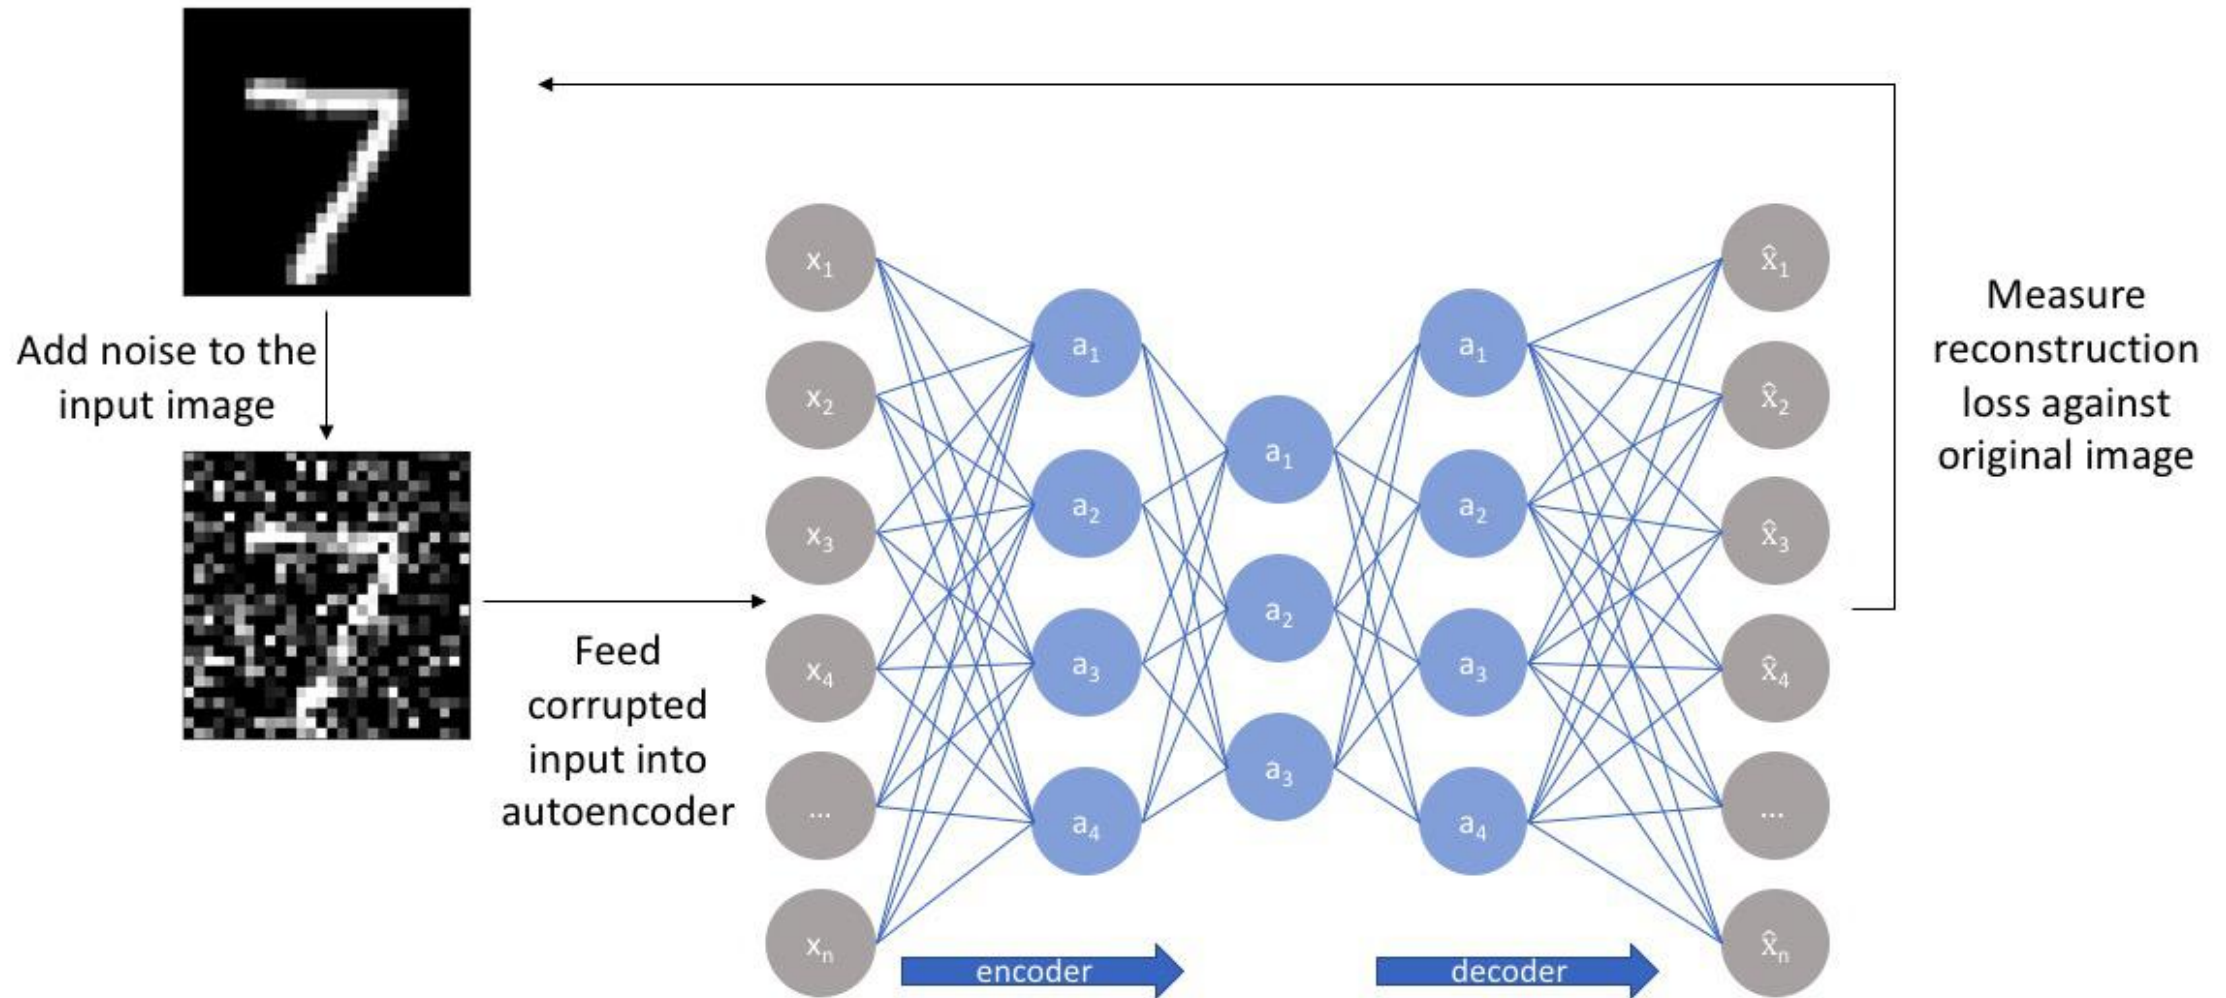 Add noise to the
input image
Feed
corrupted
input into
autoencoder
x₁
x₂
x₃
x₄
...
xₙ
a₁
a₂
a₃
a₄
a₁
a₂
a₃
a₁
a₂
a₃
a₄
x̂₁
x̂₂
x̂₃
x̂₄
...
x̂ₙ
encoder
decoder
Measure
reconstruction
loss against
original image